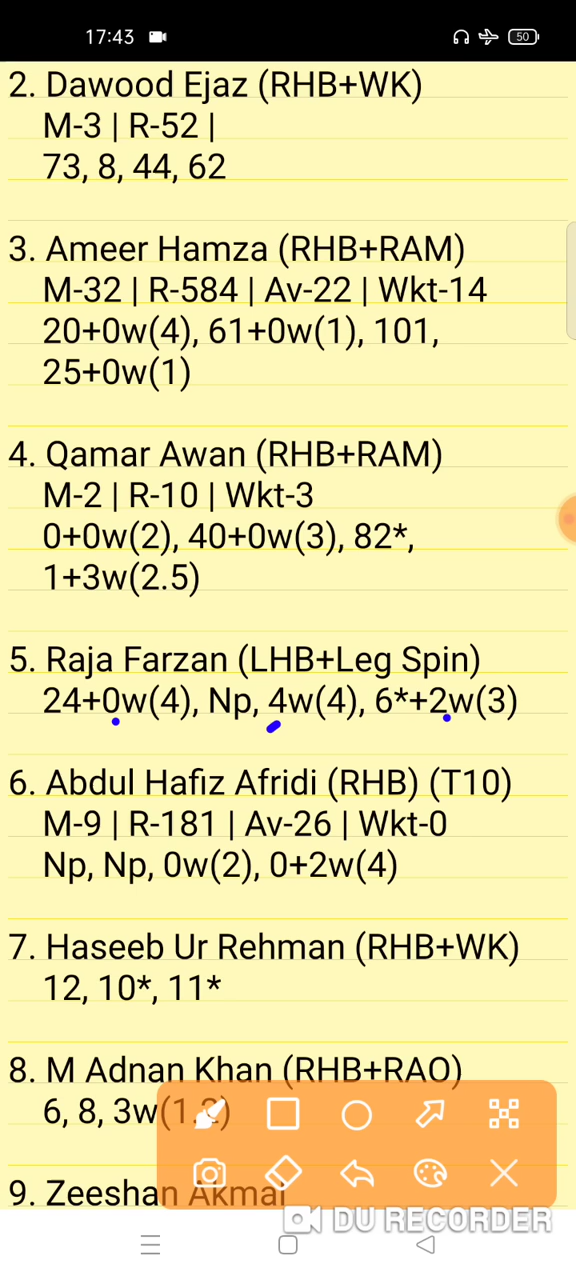 17:43
50
2. Dawood Ejaz (RHB+WK)
M-3 | R-52 |
73, 8, 44, 62
3. Ameer Hamza (RHB+RAM)
M-32 | R-584 | Av-22 | Wkt-14
20+0w(4), 61+0w(1), 101,
25+0w(1)
4. Qamar Awan (RHB+RAM)
M-2 | R-10 | Wkt-3
0+0w(2), 40+0w(3), 82*,
1+3w(2.5)
5. Raja Farzan (LHB+Leg Spin)
24+0w(4), Np, 4w(4), 6*+2w(3)
6. Abdul Hafiz Afridi (RHB) (T10)
M-9 | R-181 | Av-26 | Wkt-0
Np, Np, 0w(2), 0+2w(4)
7. Haseeb Ur Rehman (RHB+WK)
12, 10*, 11*
8. M Adnan Khan (RHB+RAO)
6, 8,
9. Zeeshan Akmal
DU RECORDER